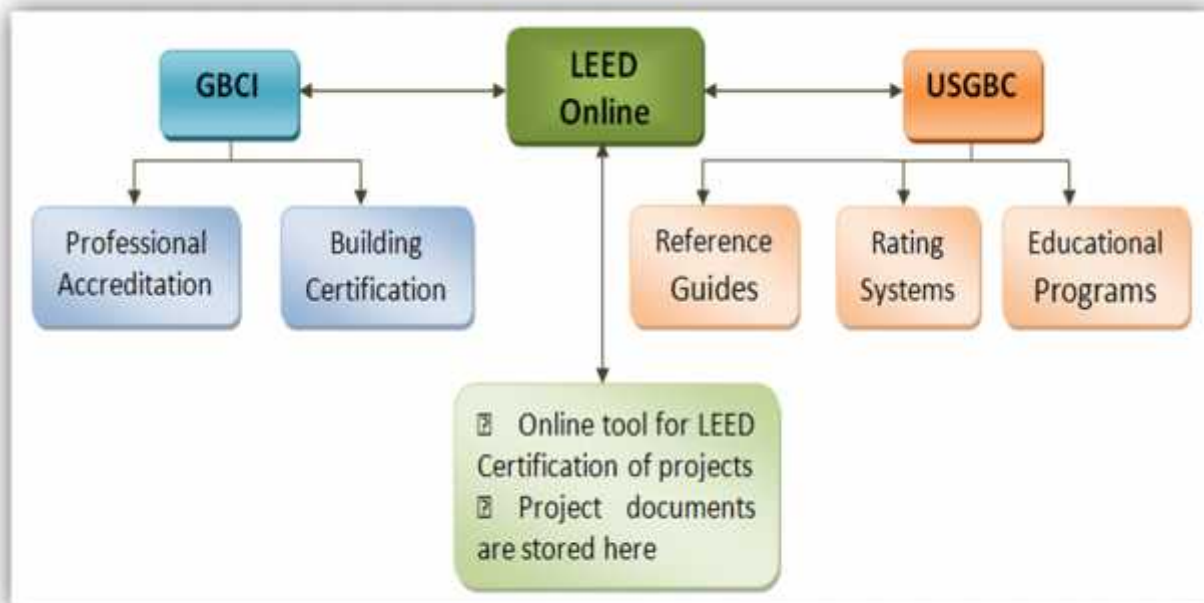 GBCI
LEED
Online
USGBC
Professional
Accreditation
Building
Certification
Reference
Guides
Rating
Systems
Educational
Programs
⍰ Online tool for LEED
Certification of projects
⍰ Project documents
are stored here